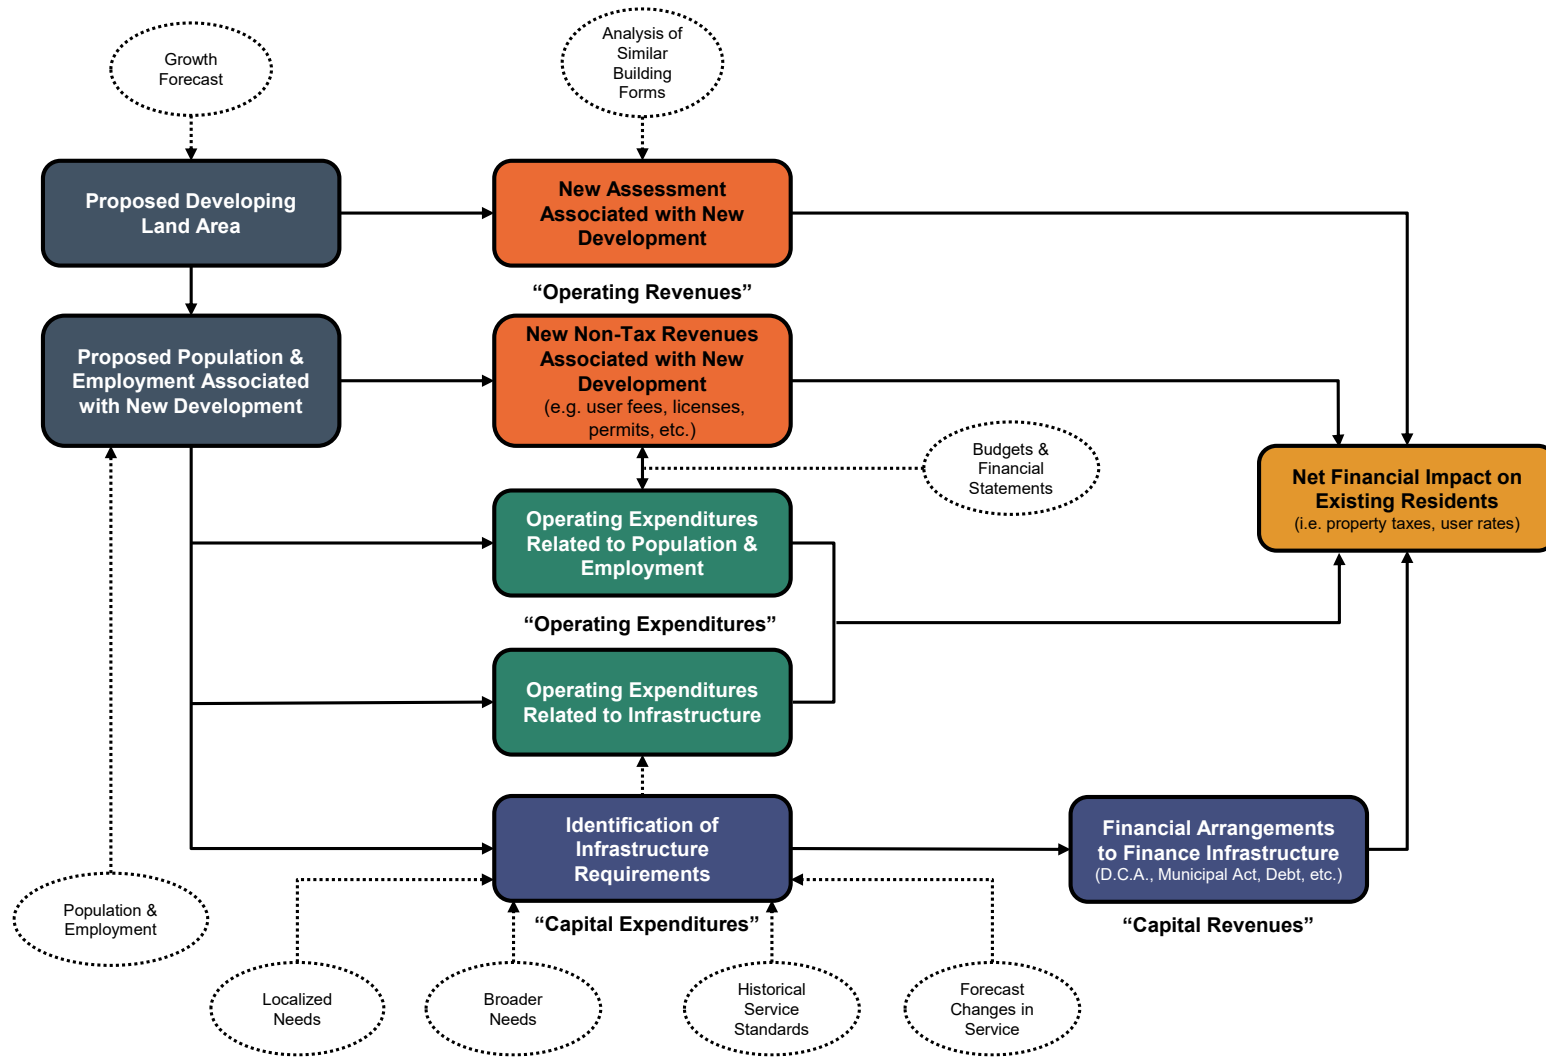 Growth
Forecast
Analysis of
Similar
Building
Forms
Proposed Developing
Land Area
New Assessment
Associated with New
Development
“Operating Revenues”
Proposed Population &
Employment Associated
with New Development
New Non-Tax Revenues
Associated with New
Development
(e.g. user fees, licenses,
permits, etc.)
Budgets &
Financial
Statements
Net Financial Impact on
Existing Residents
(i.e. property taxes, user rates)
Operating Expenditures
Related to Population &
Employment
“Operating Expenditures”
Operating Expenditures
Related to Infrastructure
Identification of
Infrastructure
Requirements
“Capital Expenditures”
Financial Arrangements
to Finance Infrastructure
(D.C.A., Municipal Act, Debt, etc.)
“Capital Revenues”
Population &
Employment
Localized
Needs
Broader
Needs
Historical
Service
Standards
Forecast
Changes in
Service